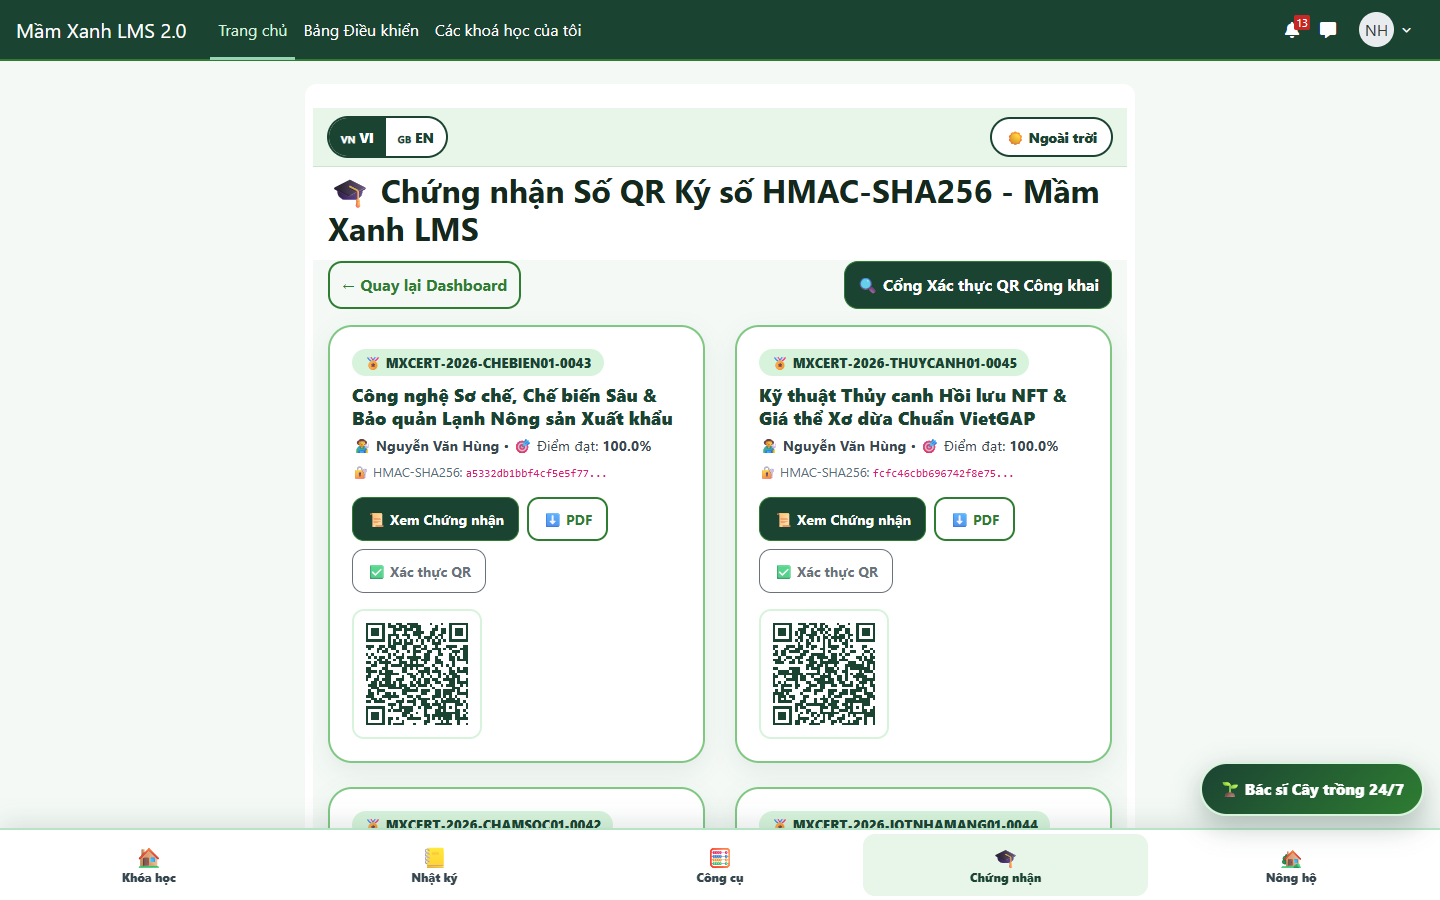 Mầm Xanh LMS 2.0 Trang chủ Bảng Điều khiển Các khoá học của tôi 13 NH
VN VI GB EN Ngoài trời
Chứng nhận Số QR Ký số HMAC-SHA256 - Mầm
Xanh LMS
← Quay lại Dashboard Cổng Xác thực QR Công khai
MXCERT-2026-CHEBIEN01-0043
Công nghệ Sơ chế, Chế biến Sâu &
Bảo quản Lạnh Nông sản Xuất khẩu
Nguyễn Văn Hùng • Điểm đạt: 100.0%
HMAC-SHA256: a5332db1bbf4cf5e5f77...
Xem Chứng nhận PDF
Xác thực QR
MXCERT-2026-THUYCANH01-0045
Kỹ thuật Thủy canh Hồi lưu NFT &
Giá thể Xơ dừa Chuẩn VietGAP
Nguyễn Văn Hùng • Điểm đạt: 100.0%
HMAC-SHA256: fcfc46cbb696742f8e75...
Xem Chứng nhận PDF
Xác thực QR
MXCERT-2026-CHAMSOC01-0042
MXCERT-2026-IOTNHAMANG01-0044
Bác sĩ Cây trồng 24/7
Khóa học Nhật ký Công cụ Chứng nhận Nông hộ